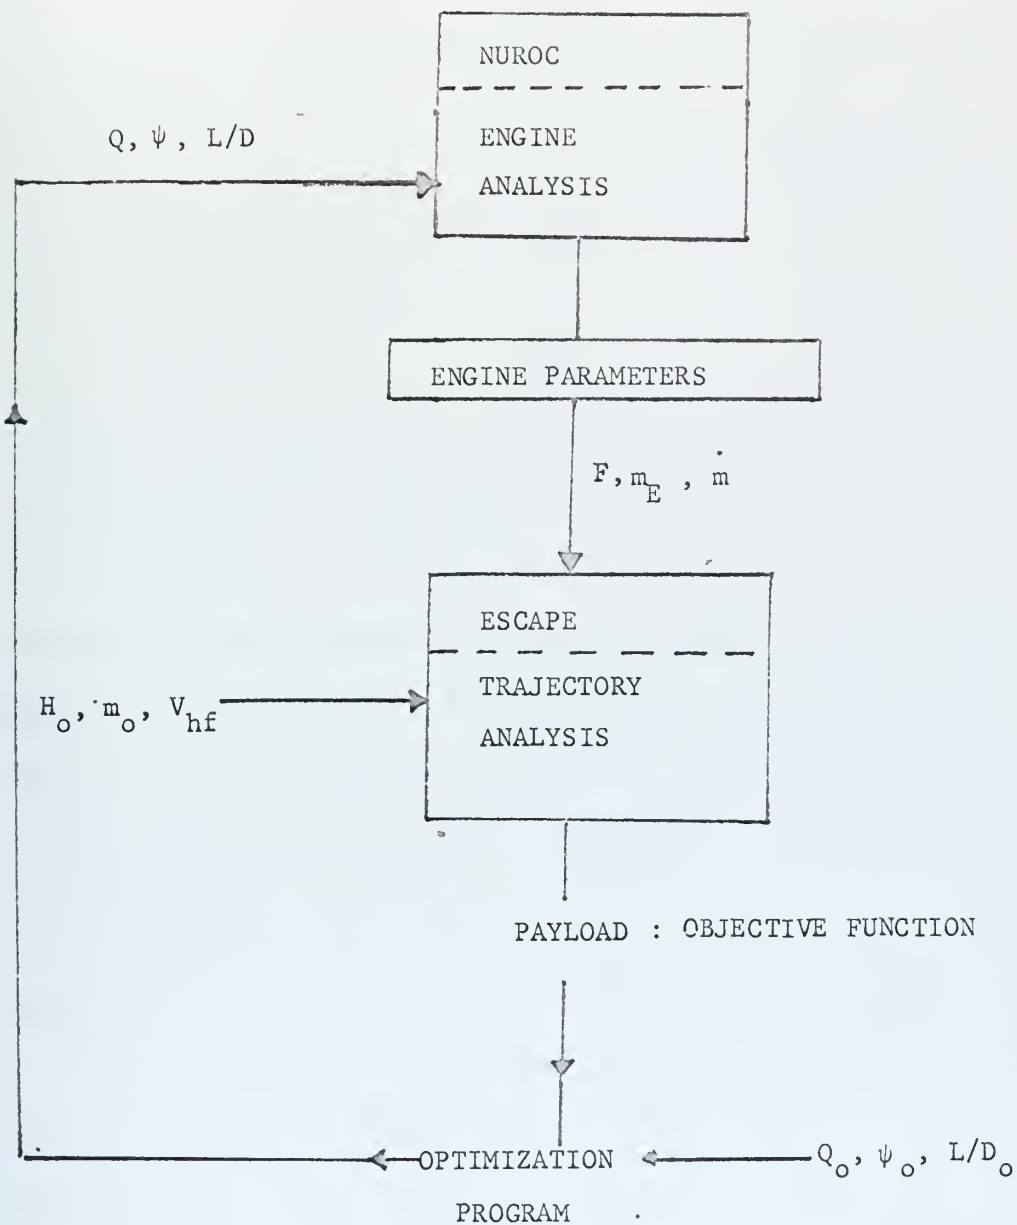 NUROC
Q, ψ, L/D
ENGINE
ANALYSIS
ENGINE PARAMETERS
F, m_E, ṁ
ESCAPE
TRAJECTORY
ANALYSIS
H_o, m_o, V_hf
PAYLOAD : OBJECTIVE FUNCTION
OPTIMIZATION
PROGRAM
Q_o, ψ_o, L/D_o